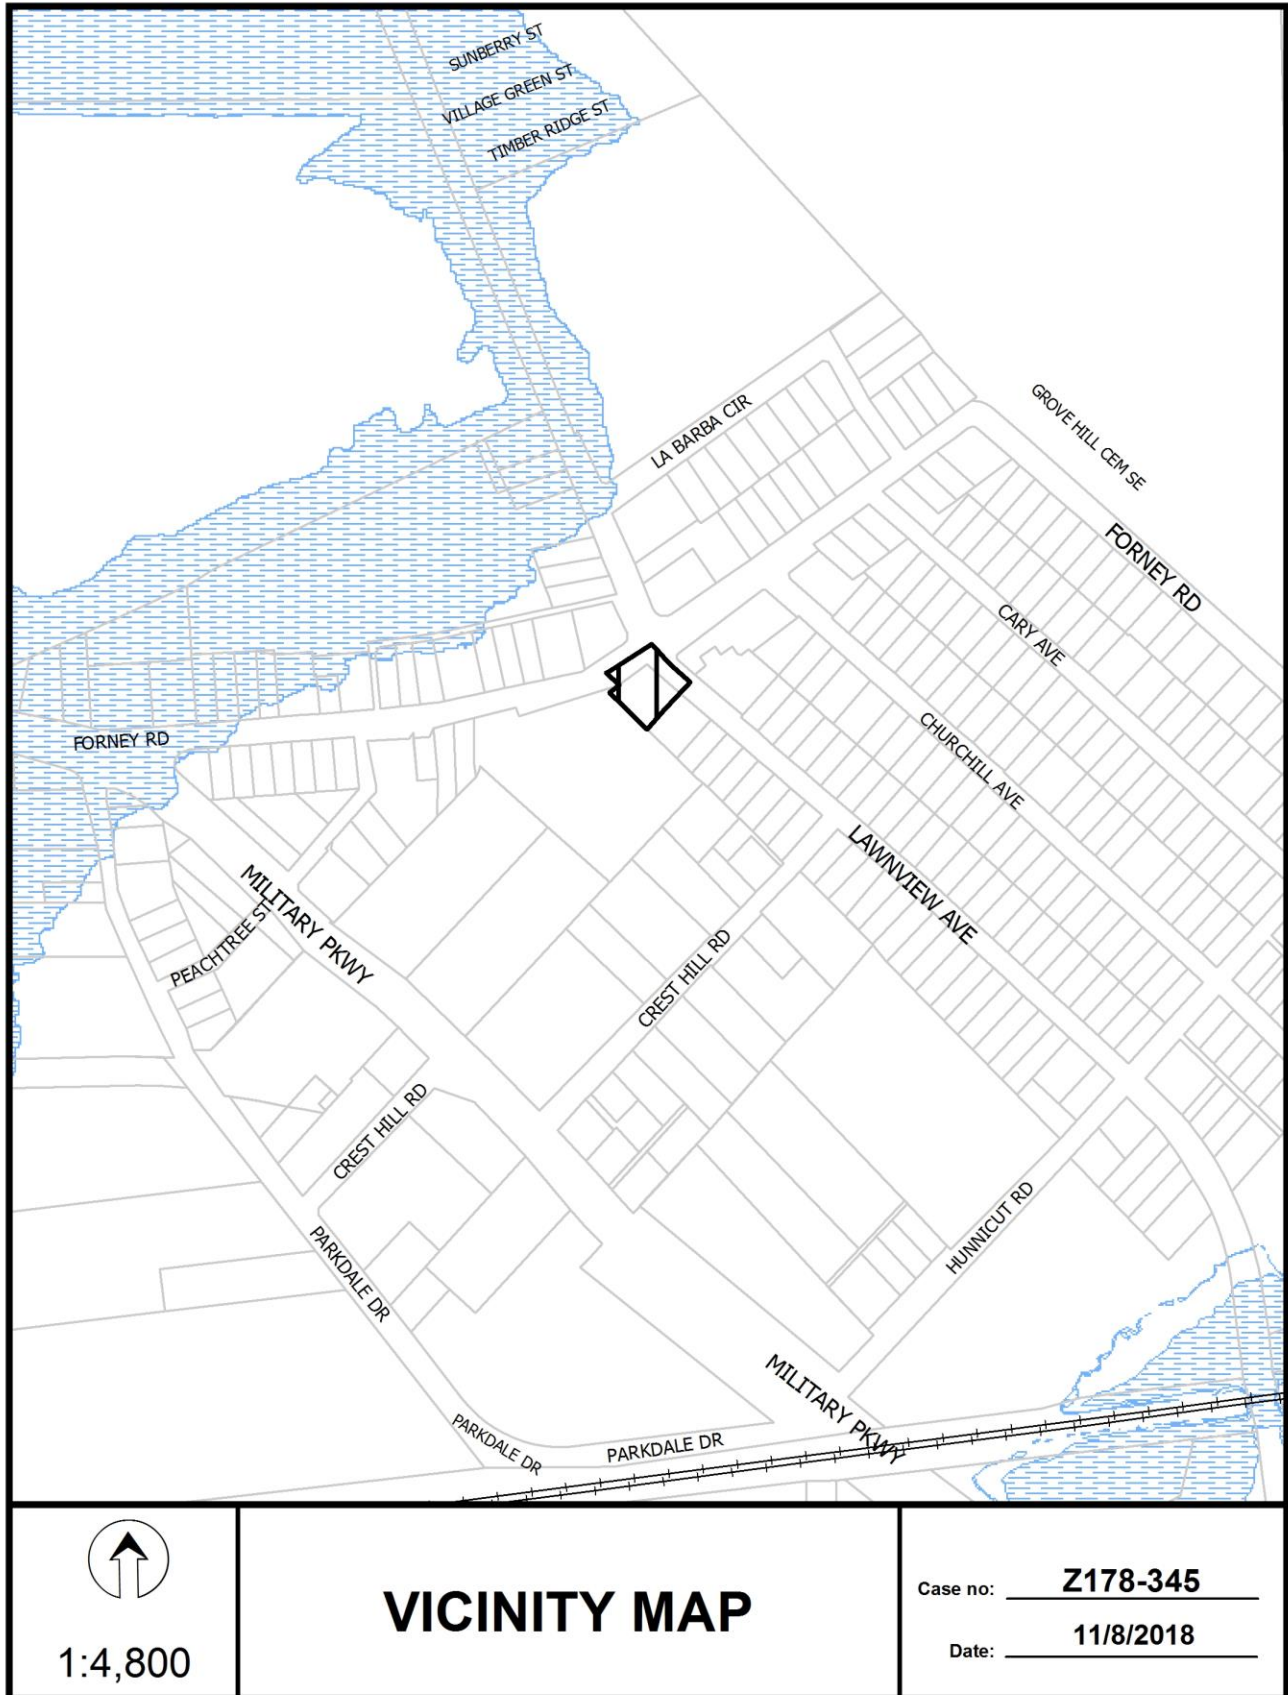 SUNBERRY ST
VILLAGE GREEN ST
TIMBER RIDGE ST
LA BARBA CIR
GROVE HILL CEM SE
FORNEY RD
CARY AVE
FORNEY RD
CHURCHILL AVE
LAWNVIEW AVE
MILITARY PKWY
PEACHTREE ST
CREST HILL RD
CREST HILL RD
HUNNICUT RD
PARKDALE DR
MILITARY PKWY
PARKDALE DR
PARKDALE DR
1:4,800
VICINITY MAP
Case no: Z178-345
Date: 11/8/2018